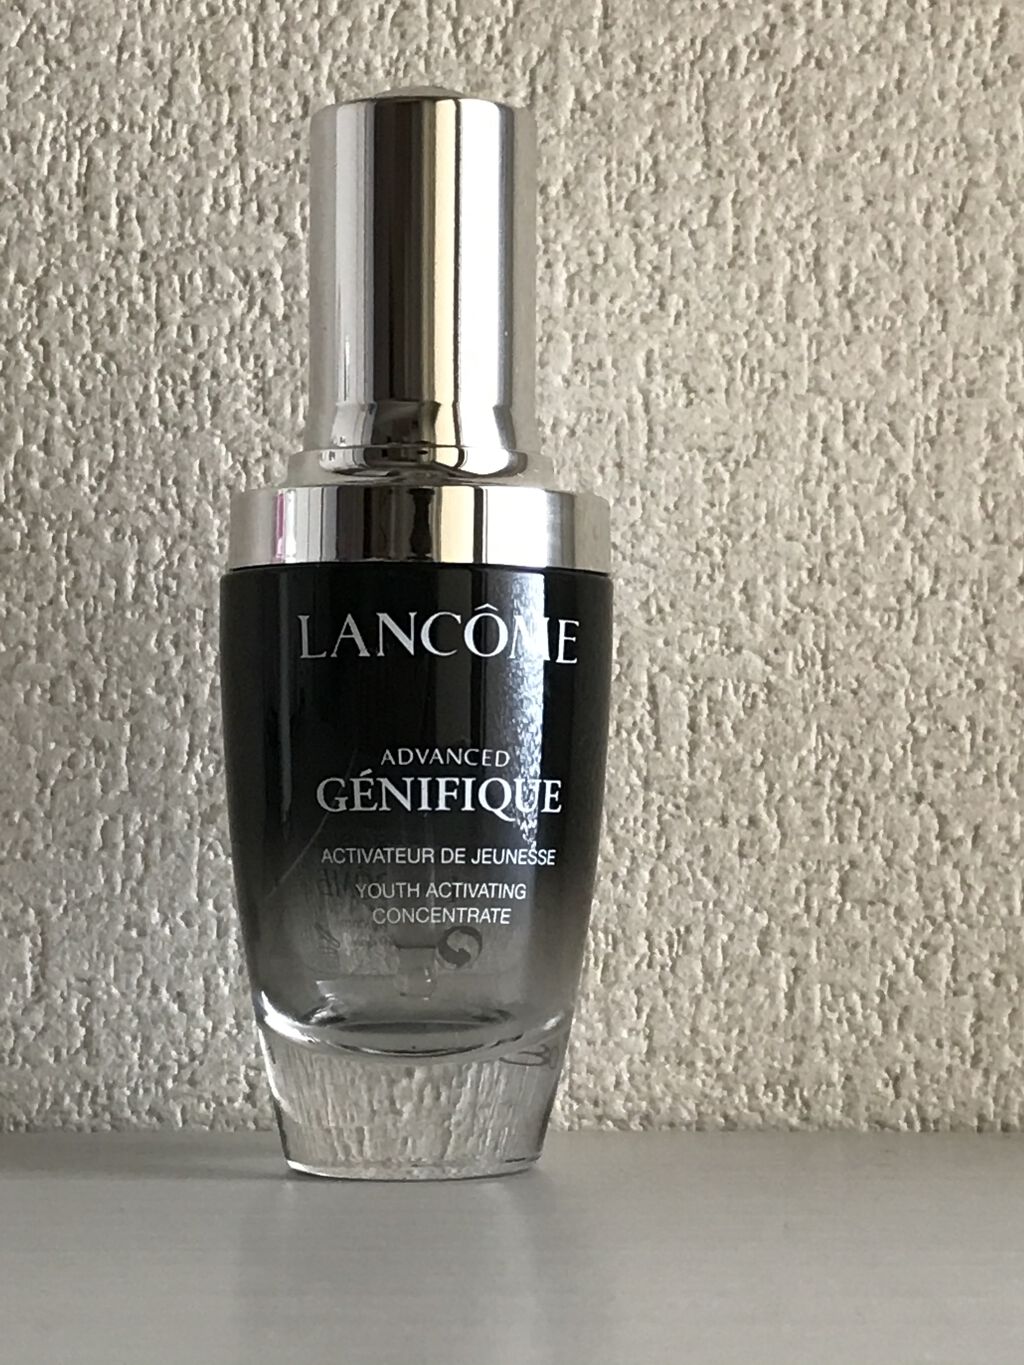 LANCÔME
ADVANCED
GÉNIFIQUE
ACTIVATEUR DE JEUNESSE
YOUTH ACTIVATING
CONCENTRATE